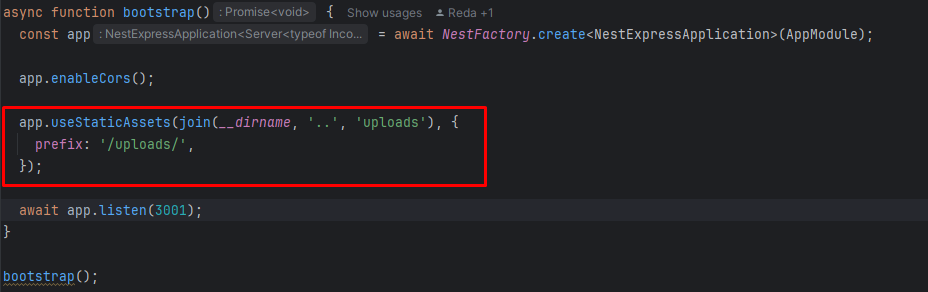 async function bootstrap() : Promise<void> { Show usages Reda +1
const app : NestExpressApplication<Server<typeof Inco... = await NestFactory.create<NestExpressApplication>(AppModule);
app.enableCors();
app.useStaticAssets(join(__dirname, '..', 'uploads'), {
prefix: '/uploads/',
});
await app.listen(3001);
}
bootstrap();